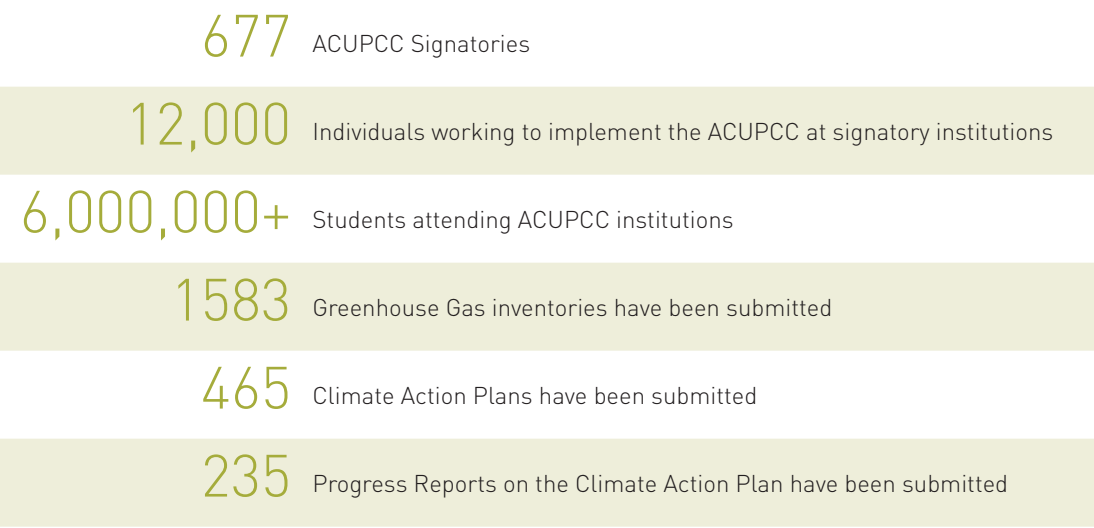 677 ACUPCC Signatories
12,000 Individuals working to implement the ACUPCC at signatory institutions
6,000,000+ Students attending ACUPCC institutions
1583 Greenhouse Gas inventories have been submitted
465 Climate Action Plans have been submitted
235 Progress Reports on the Climate Action Plan have been submitted